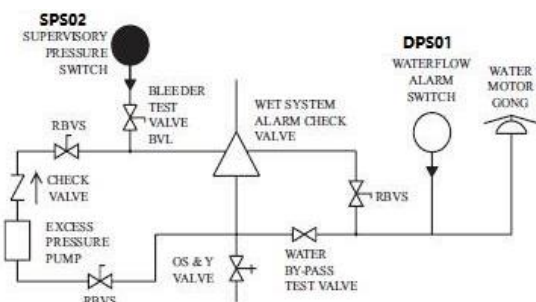 SPS02
SUPERVISORY
PRESSURE
SWITCH
DPS01
WATERFLOW
ALARM
SWITCH
WATER
MOTOR
GONG
BLEEDER
TEST
VALVE
BVL
WET SYSTEM
ALARM CHECK
VALVE
RBVS
CHECK
VALVE
RBVS
EXCESS
PRESSURE
PUMP
OS & Y
VALVE
WATER
BY-PASS
TEST VALVE
RBVS